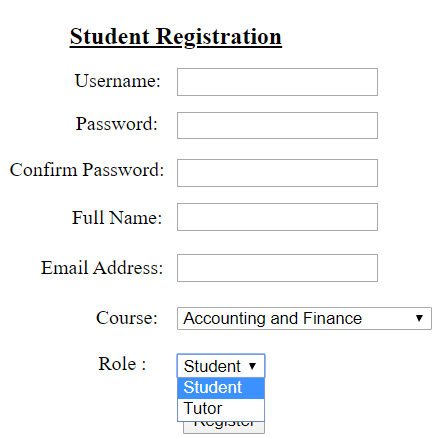 Student Registration
Username:
Password:
Confirm Password:
Full Name:
Email Address:
Course: Accounting and Finance
Role : Student
Student
Tutor
Register